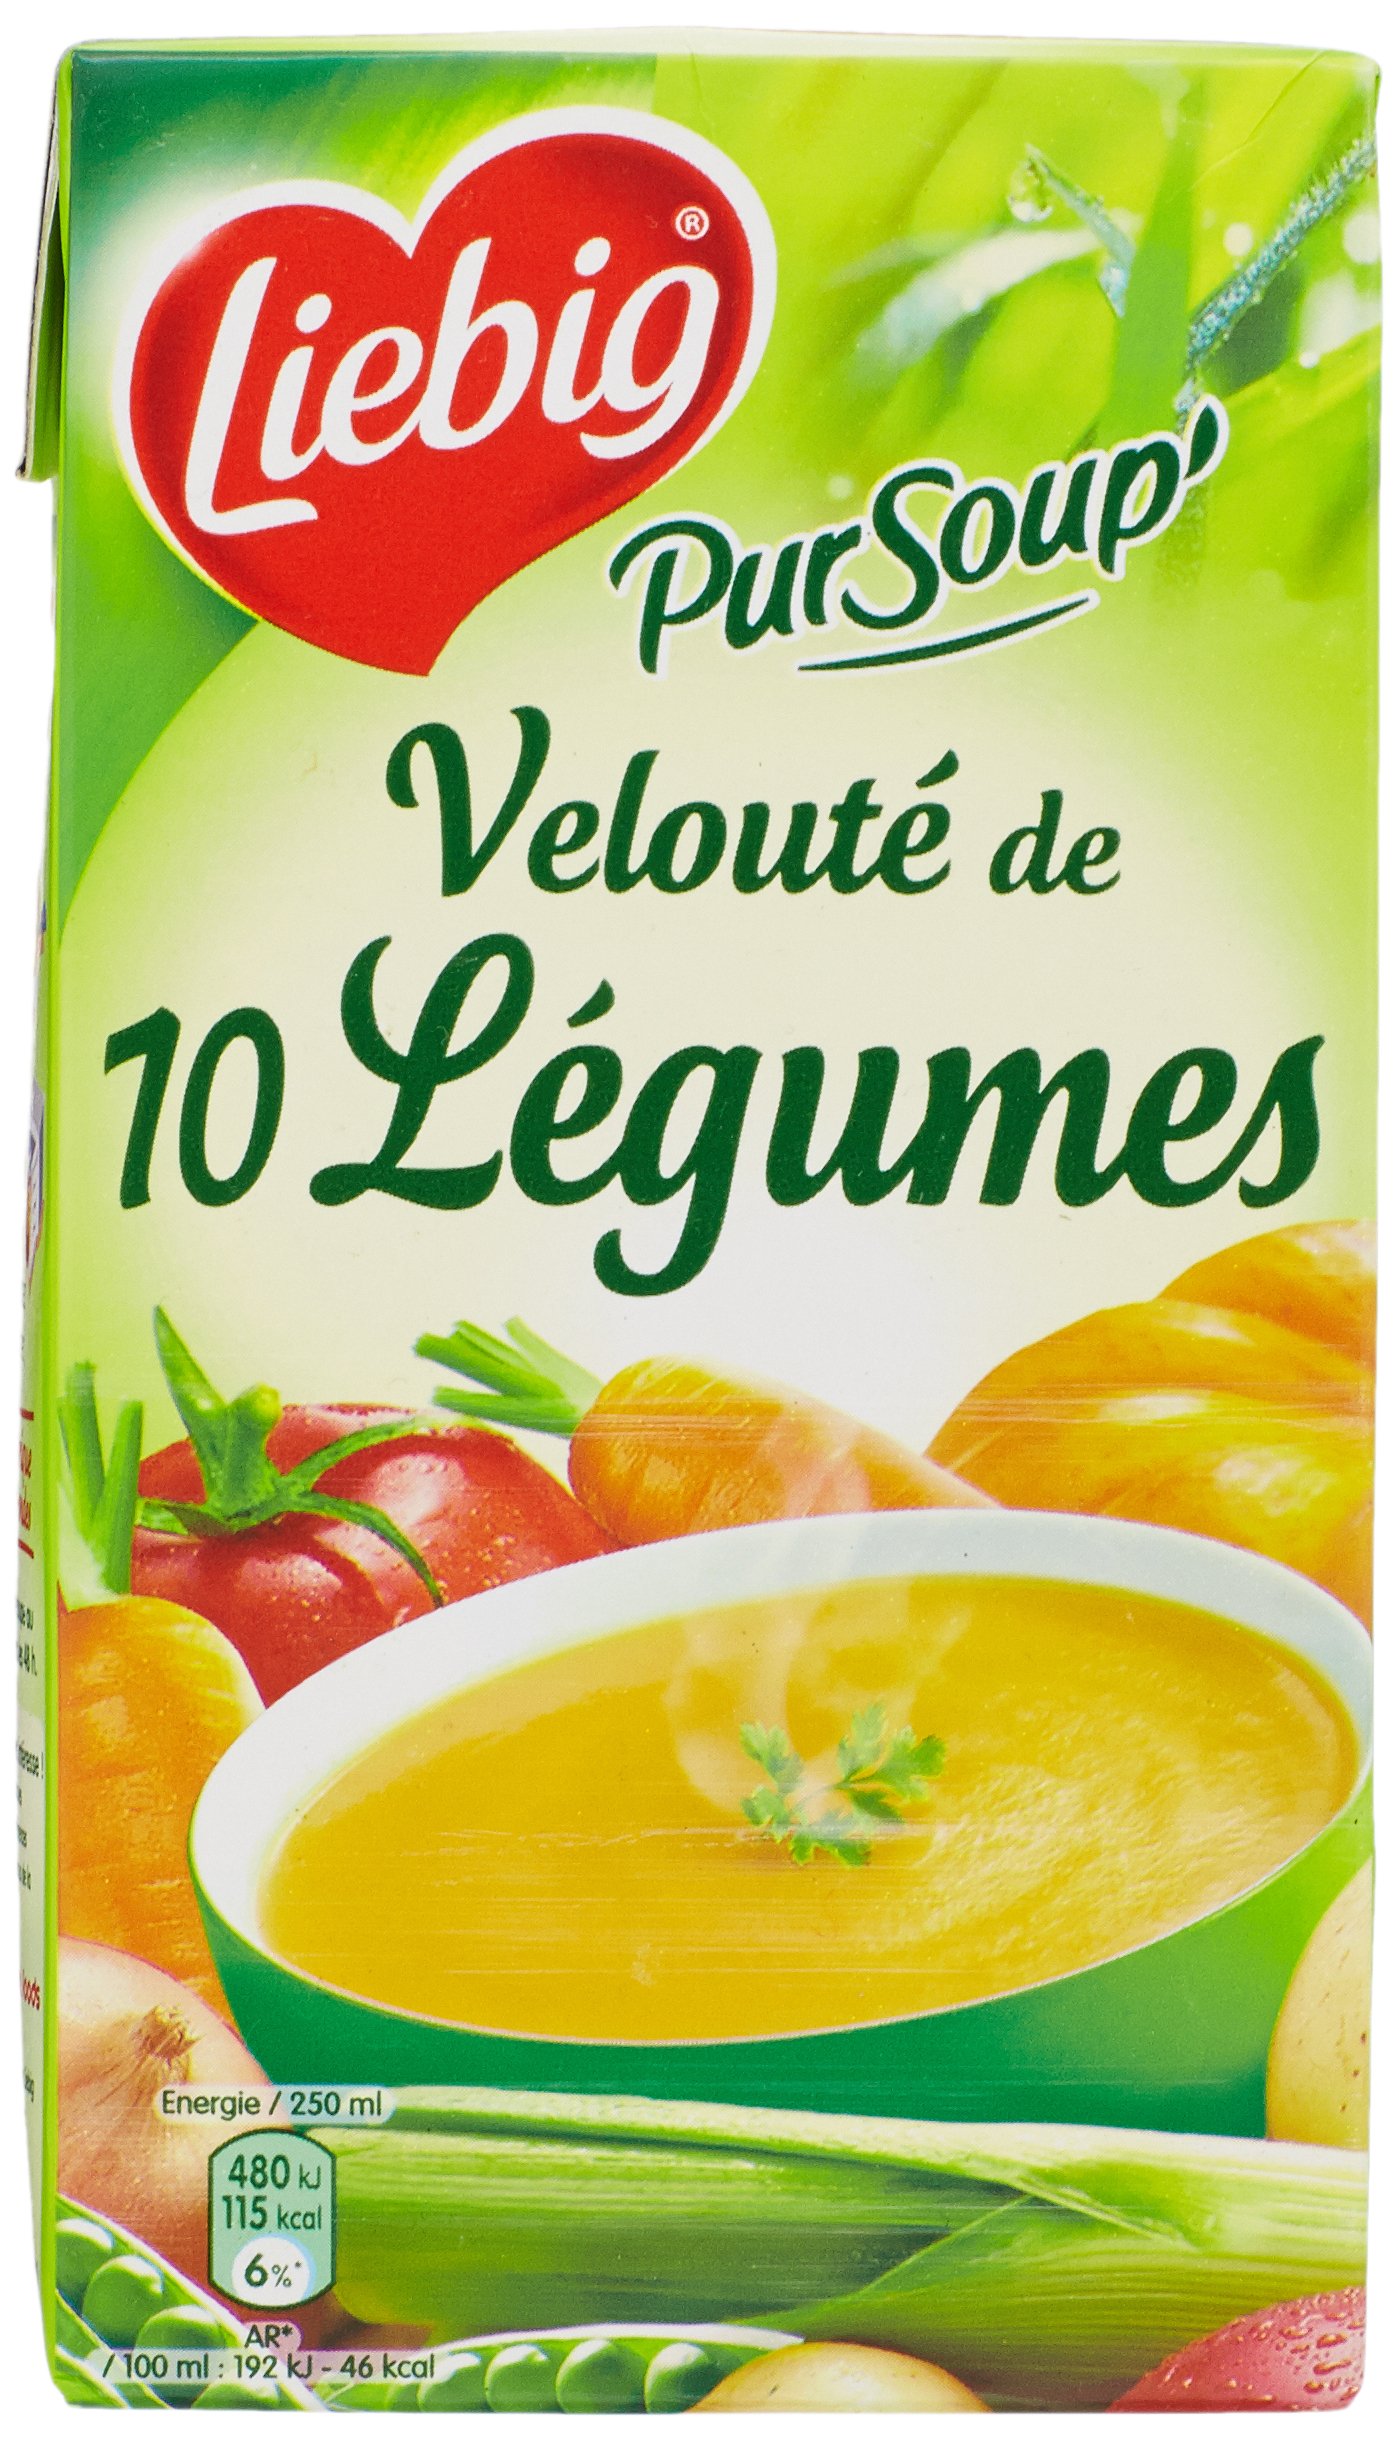 Liebig®
PurSoup'
Velouté de
10 Légumes
Energie / 250 ml
480 kJ
115 kcal
6%*
AR*
/ 100 ml : 192 kJ - 46 kcal